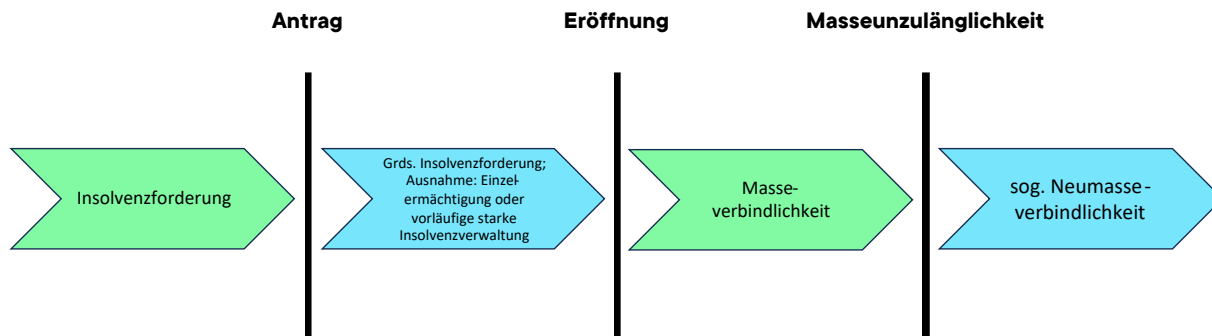 Antrag
Eröffnung
Masseunzulänglichkeit
Insolvenzforderung
Grds. Insolvenzforderung;
Ausnahme: Einzel-
ermächtigung oder
vorläufige starke
Insolvenzverwaltung
Masse-
verbindlichkeit
sog. Neumasse-
verbindlichkeit